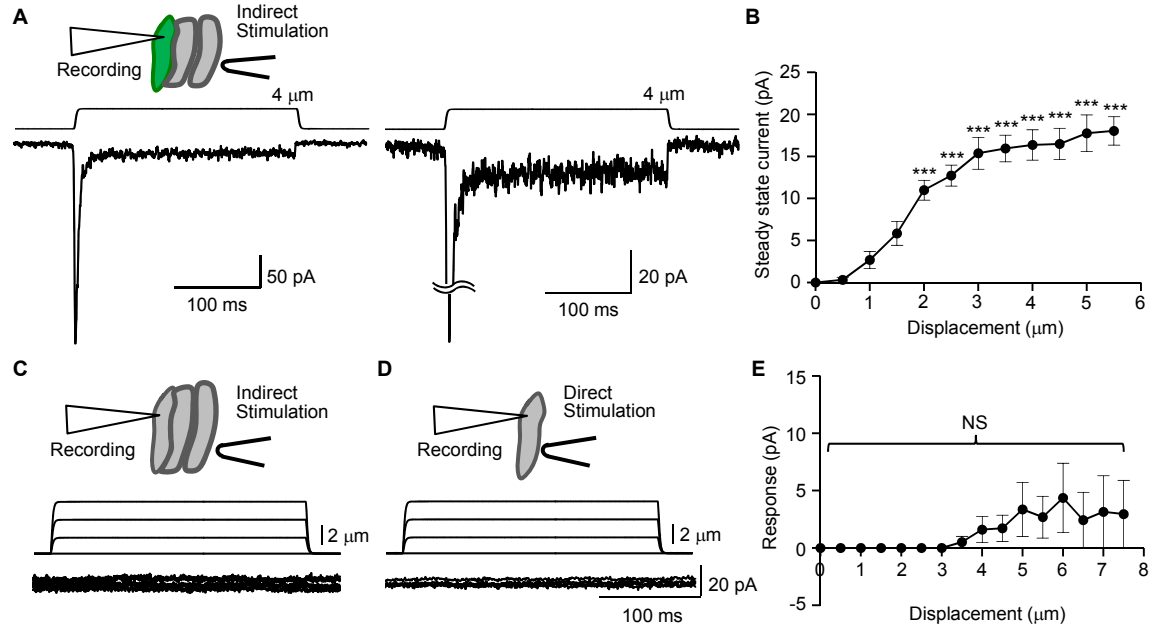 A
Indirect
Stimulation
Recording
4 μm
50 pA
100 ms
4 μm
20 pA
100 ms
B
Steady state current (pA)
25
20
15
10
5
0
*** *** *** *** *** *** *** ***
0 1 2 3 4 5 6
Displacement (μm)
C
Indirect
Stimulation
Recording
2 μm
D
Direct
Stimulation
Recording
2 μm
20 pA
100 ms
E
Response (pA)
15
10
5
0
-5
NS
0 1 2 3 4 5 6 7 8
Displacement (μm)